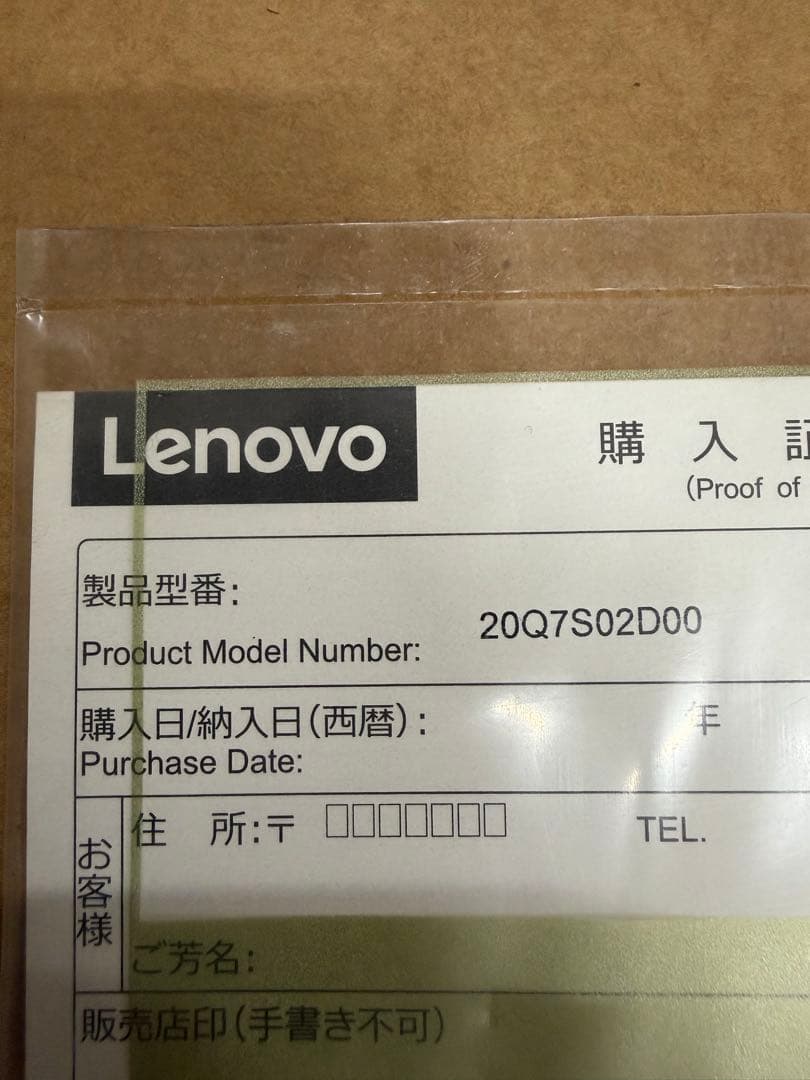 Lenovo
購入証
(Proof of
製品型番:
20Q7S02D00
Product Model Number:
購入日/納入日(西暦):
年
Purchase Date:
住 所:〒 □□□□□□□ TEL.
お客様
ご芳名:
販売店印(手書き不可)